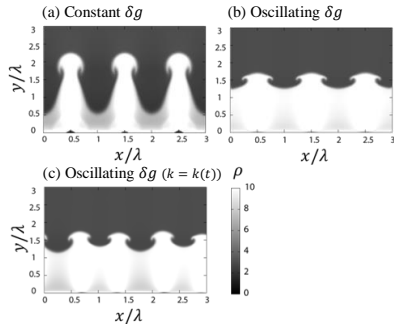 (a) Constant δg
(b) Oscillating δg
3
2.5
2
1.5
1
0.5
0
y/λ
0 0.5 1.0 1.5 2 2.5 3
x/λ
3
2.5
2
1.5
1
0.5
0
y/λ
0 0.5 1 1.5 2 2.5 3
x/λ
(c) Oscillating δg (k = k(t))
ρ
3
2.5
2
1.5
1
0.5
0
y/λ
0 0.5 1 1.5 2 2.5 3
x/λ
10
8
6
4
2
0